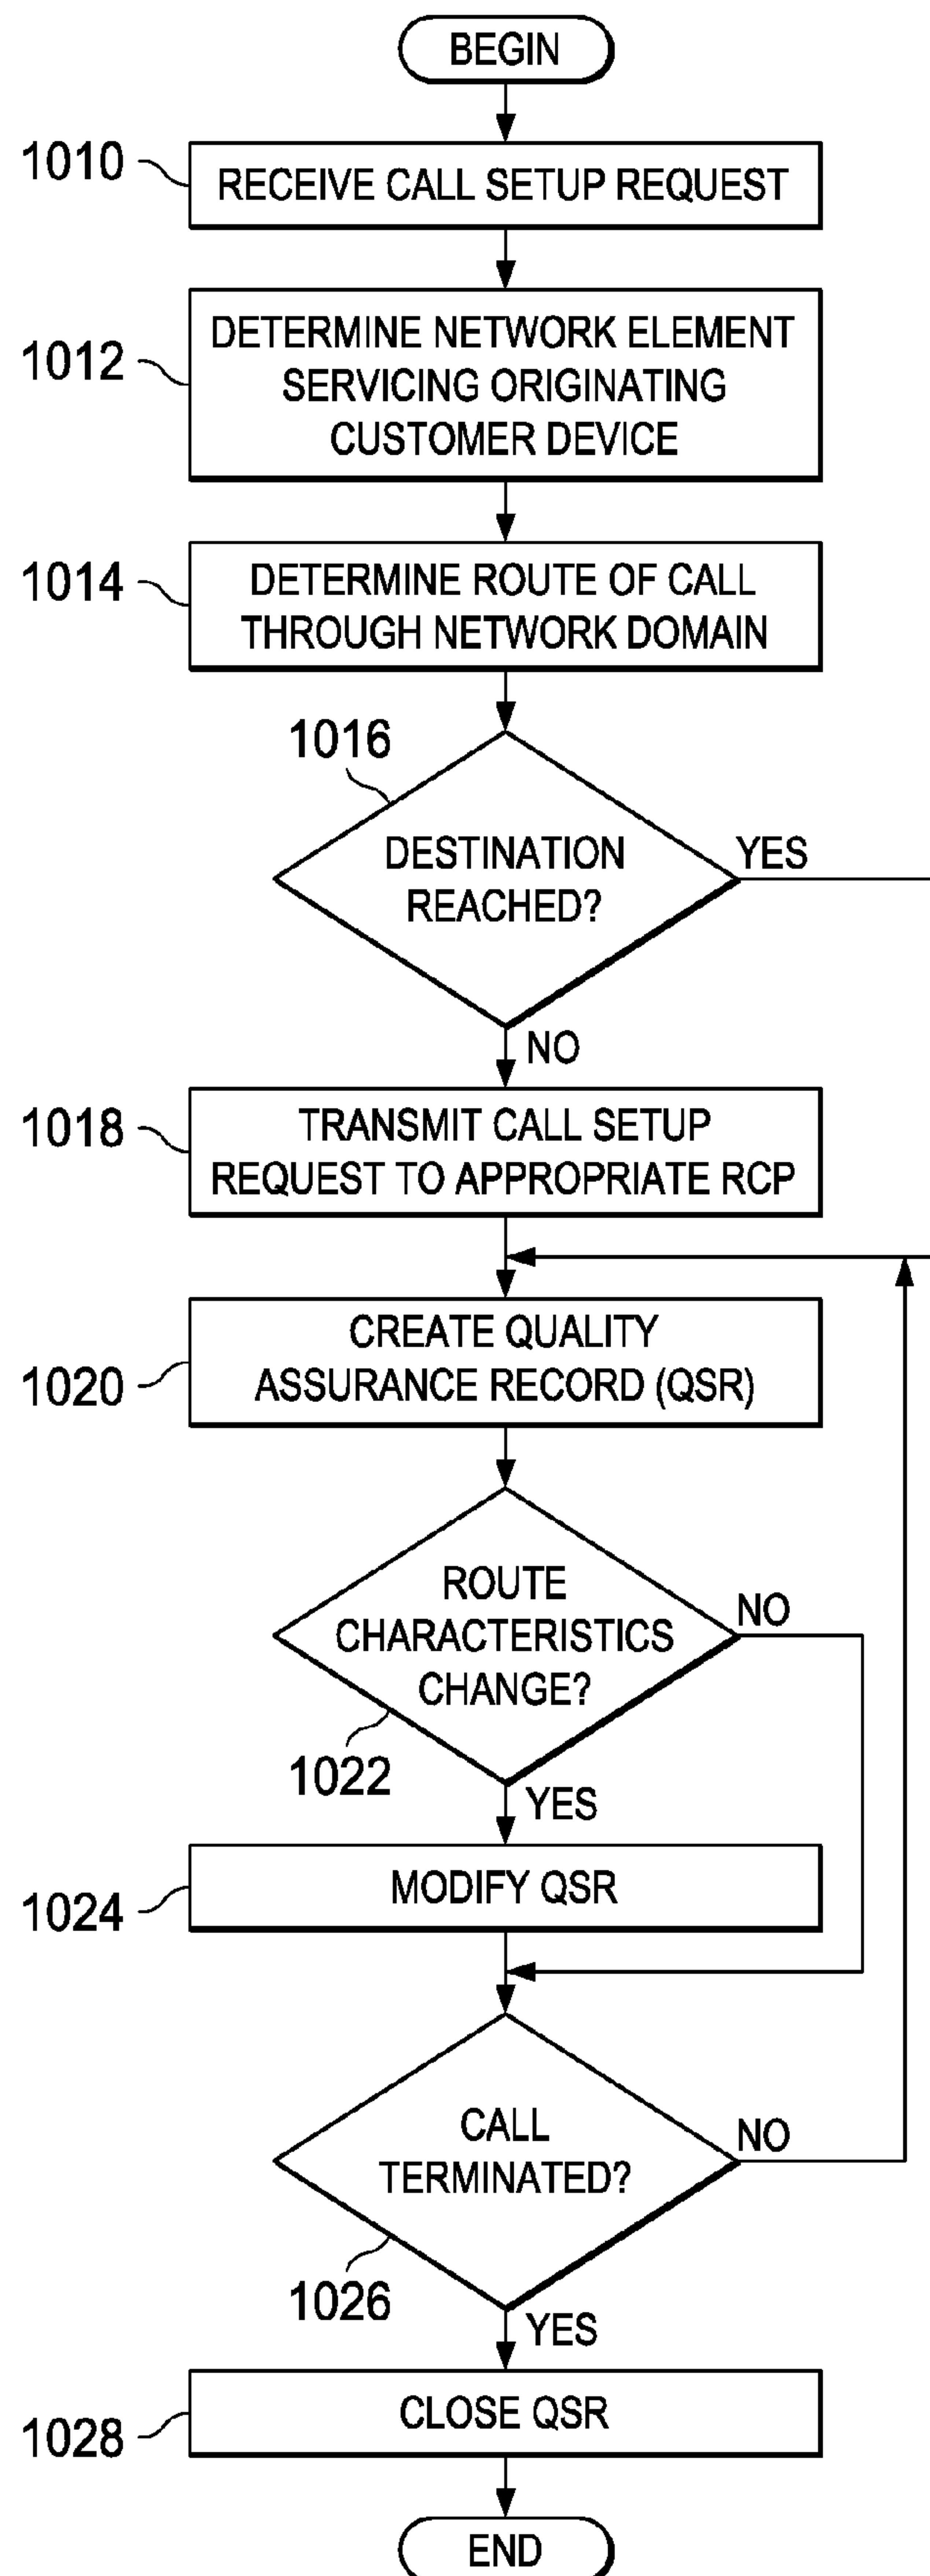 BEGIN
1010
RECEIVE CALL SETUP REQUEST
1012
DETERMINE NETWORK ELEMENT
SERVICING ORIGINATING
CUSTOMER DEVICE
1014
DETERMINE ROUTE OF CALL
THROUGH NETWORK DOMAIN
1016
DESTINATION
REACHED?
YES
NO
1018
TRANSMIT CALL SETUP
REQUEST TO APPROPRIATE RCP
1020
CREATE QUALITY
ASSURANCE RECORD (QSR)
ROUTE
CHARACTERISTICS
CHANGE?
NO
1022
YES
1024
MODIFY QSR
CALL
TERMINATED?
NO
1026
YES
1028
CLOSE QSR
END